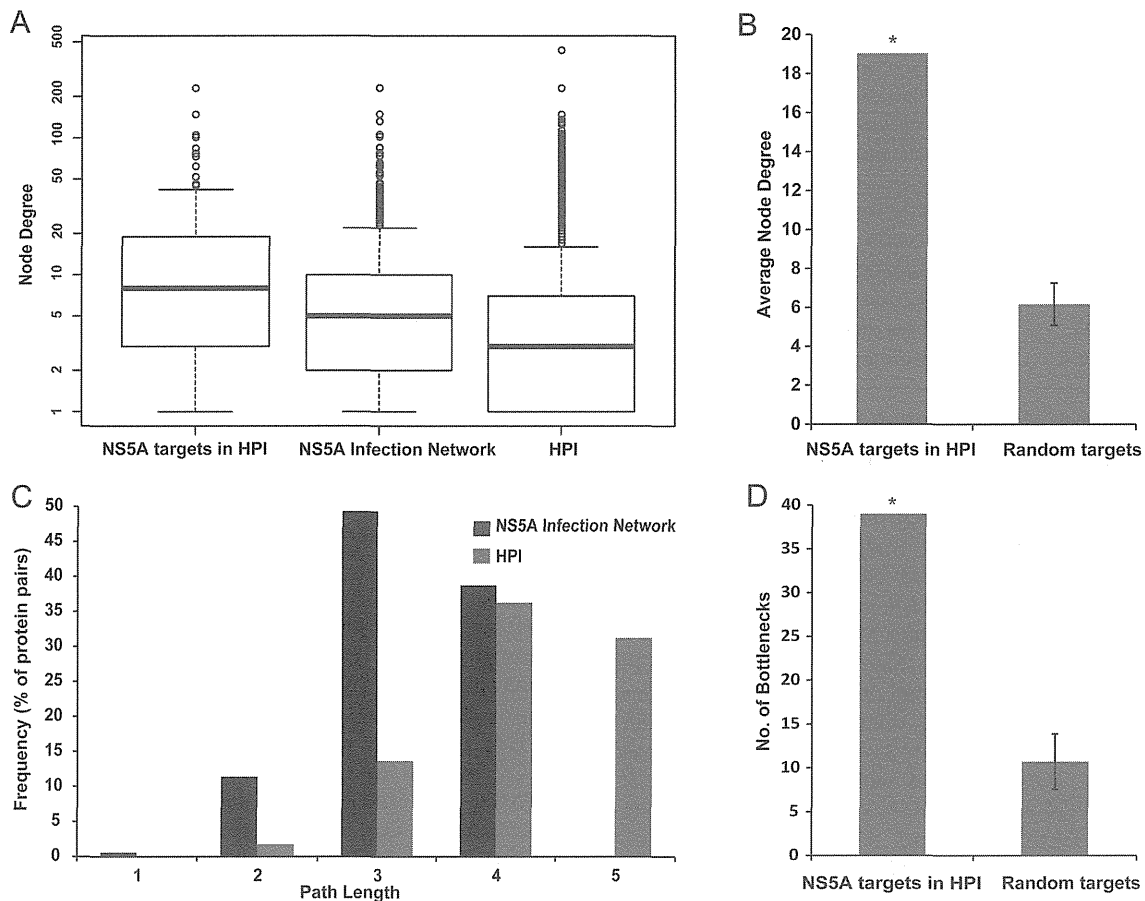 A
Node Degree
500
200
100
50
20
10
5
2
1
NS5A targets in HPI
NS5A Infection Network
HPI
B
Average Node Degree
20
18
16
14
12
10
8
6
4
2
0
*
NS5A targets in HPI
Random targets
C
Frequency (% of protein pairs)
50
45
40
35
30
25
20
15
10
5
0
NS5A Infection Network
HPI
1
2
3
4
5
Path Length
D
No. of Bottlenecks
40
35
30
25
20
15
10
5
0
*
NS5A targets in HPI
Random targets